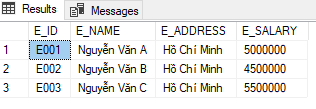 Results Messages
E_ID E_NAME E_ADDRESS E_SALARY
1 E001 Nguyễn Văn A Hồ Chí Minh 5000000
2 E002 Nguyễn Văn B Hồ Chí Minh 4500000
3 E003 Nguyễn Văn C Hồ Chí Minh 5500000